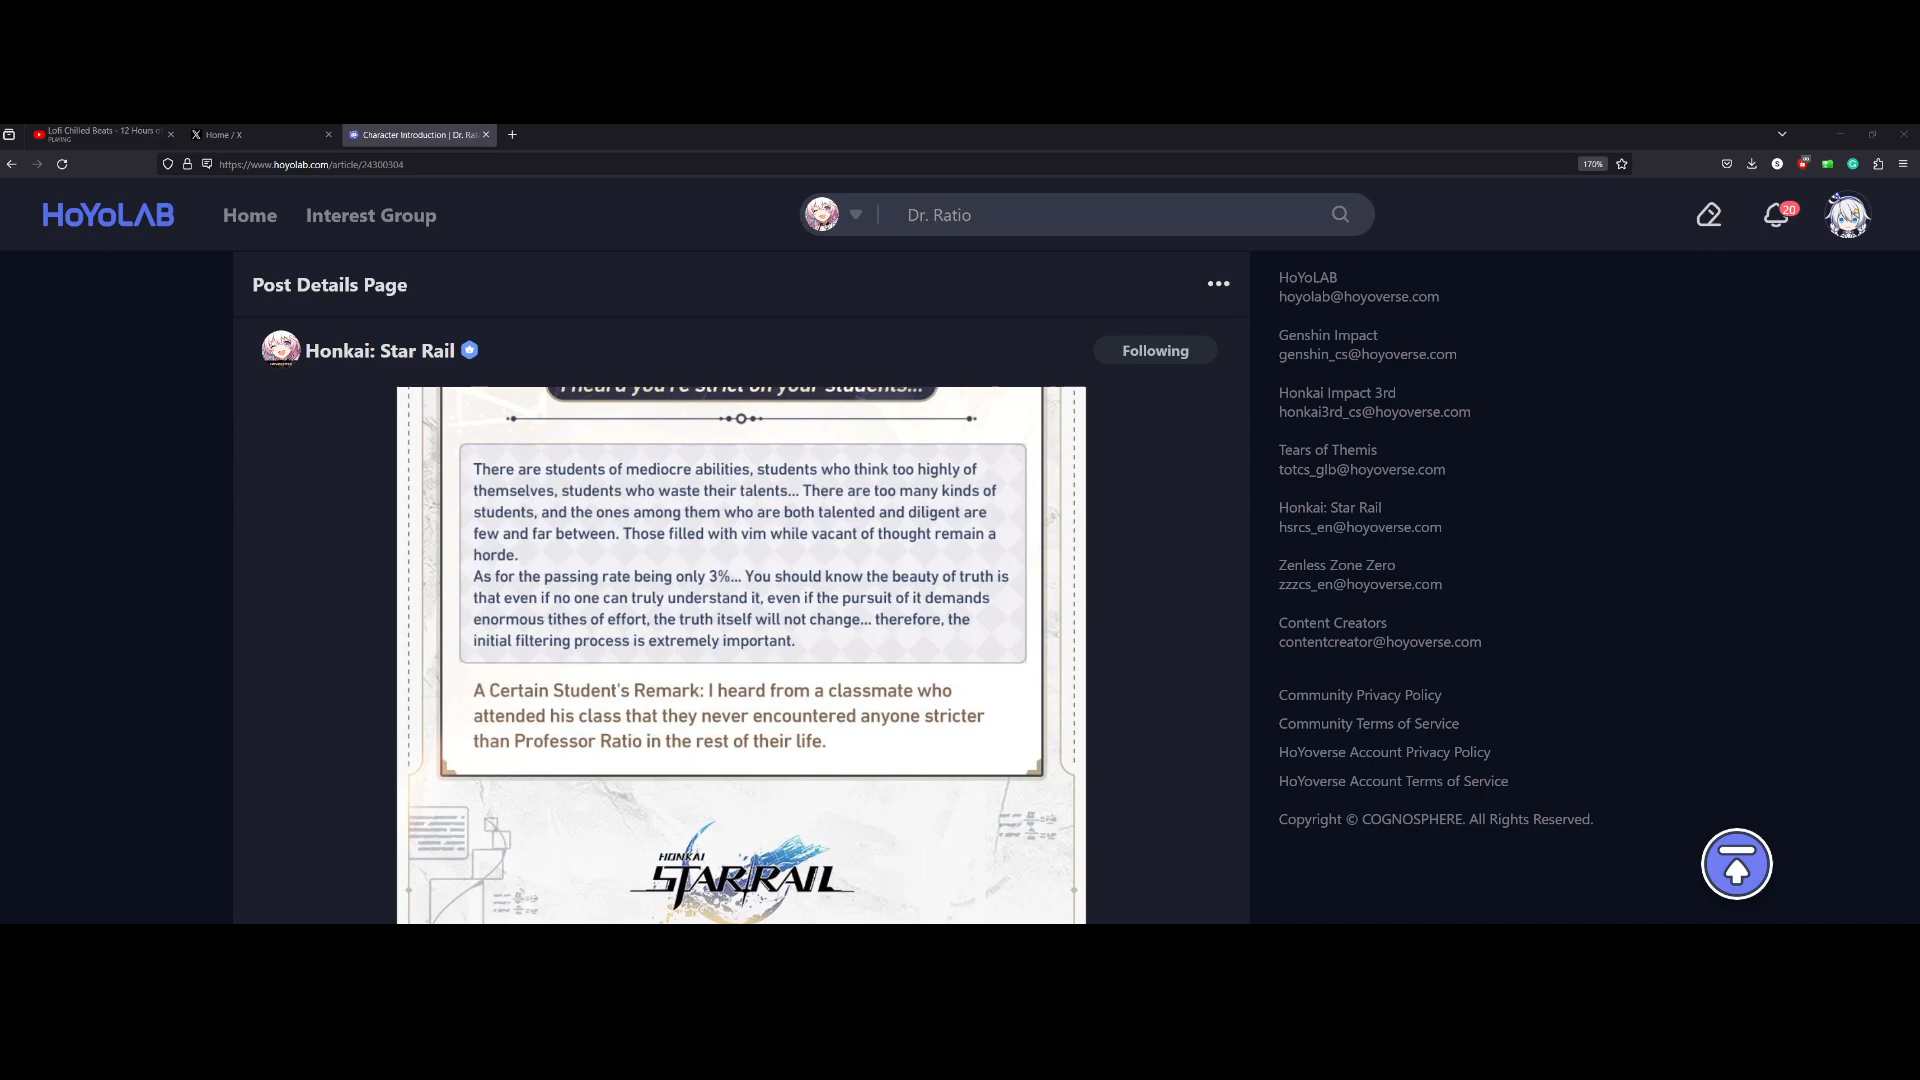 Lofi Chilled Beats - 12 Hours of
PLAYING
Home / X
Character Introduction | Dr. Rati
https://www.hoyolab.com/article/24300304
170%
HoYoLAB
Home
Interest Group
Dr. Ratio
20
Post Details Page
Honkai: Star Rail
Following
I heard you're strict on your students...
There are students of mediocre abilities, students who think too highly of
themselves, students who waste their talents... There are too many kinds of
students, and the ones among them who are both talented and diligent are
few and far between. Those filled with vim while vacant of thought remain a
horde.
As for the passing rate being only 3%... You should know the beauty of truth is
that even if no one can truly understand it, even if the pursuit of it demands
enormous tithes of effort, the truth itself will not change... therefore, the
initial filtering process is extremely important.
A Certain Student's Remark: I heard from a classmate who
attended his class that they never encountered anyone stricter
than Professor Ratio in the rest of their life.
HONKAI
STAR RAIL
HoYoLAB
hoyolab@hoyoverse.com
Genshin Impact
genshin_cs@hoyoverse.com
Honkai Impact 3rd
honkai3rd_cs@hoyoverse.com
Tears of Themis
totcs_glb@hoyoverse.com
Honkai: Star Rail
hsrcs_en@hoyoverse.com
Zenless Zone Zero
zzzcs_en@hoyoverse.com
Content Creators
contentcreator@hoyoverse.com
Community Privacy Policy
Community Terms of Service
HoYoverse Account Privacy Policy
HoYoverse Account Terms of Service
Copyright © COGNOSPHERE. All Rights Reserved.